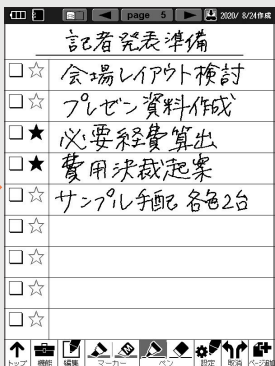 page 5 2020/ 8/24作成
記者発表準備
□☆ 会場レイアウト検討
□☆ プレゼン資料作成
□★ 必要経費算出
□★ 費用決裁起案
□☆ サンプル手配 各色2台
□☆
□☆
□☆
□☆
トップ 機能 編集 マーカー ペン 設定 取消 ページ追加